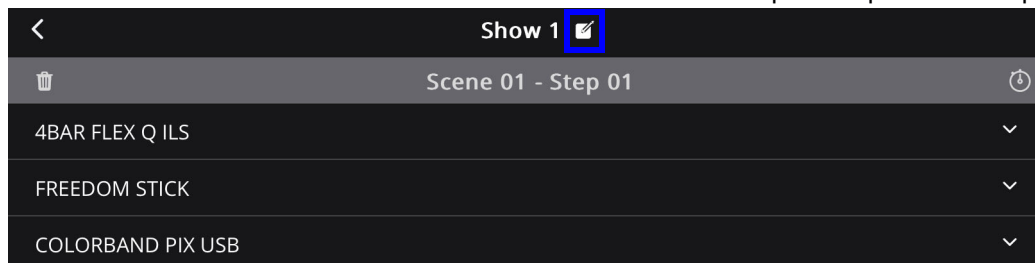 Show 1
Scene 01 - Step 01
4BAR FLEX Q ILS
FREEDOM STICK
COLORBAND PIX USB